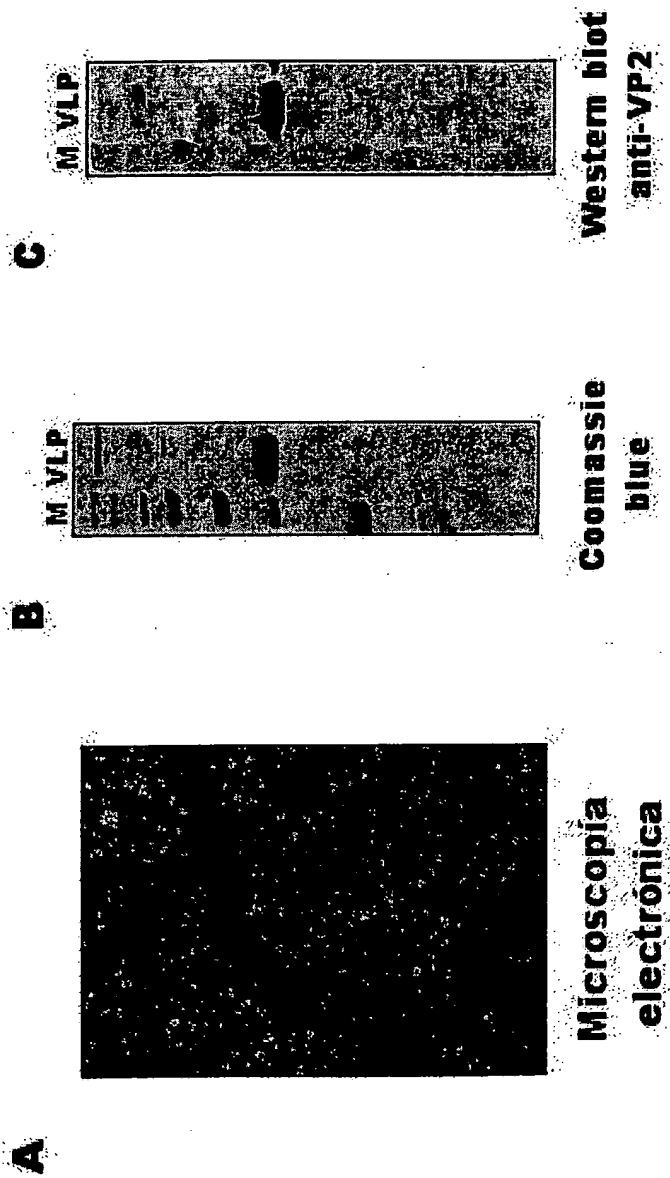 A
Microscopía
electrónica
B
M VLP
Coomassie
blue
C
M VLP
Western blot
anti-VP2